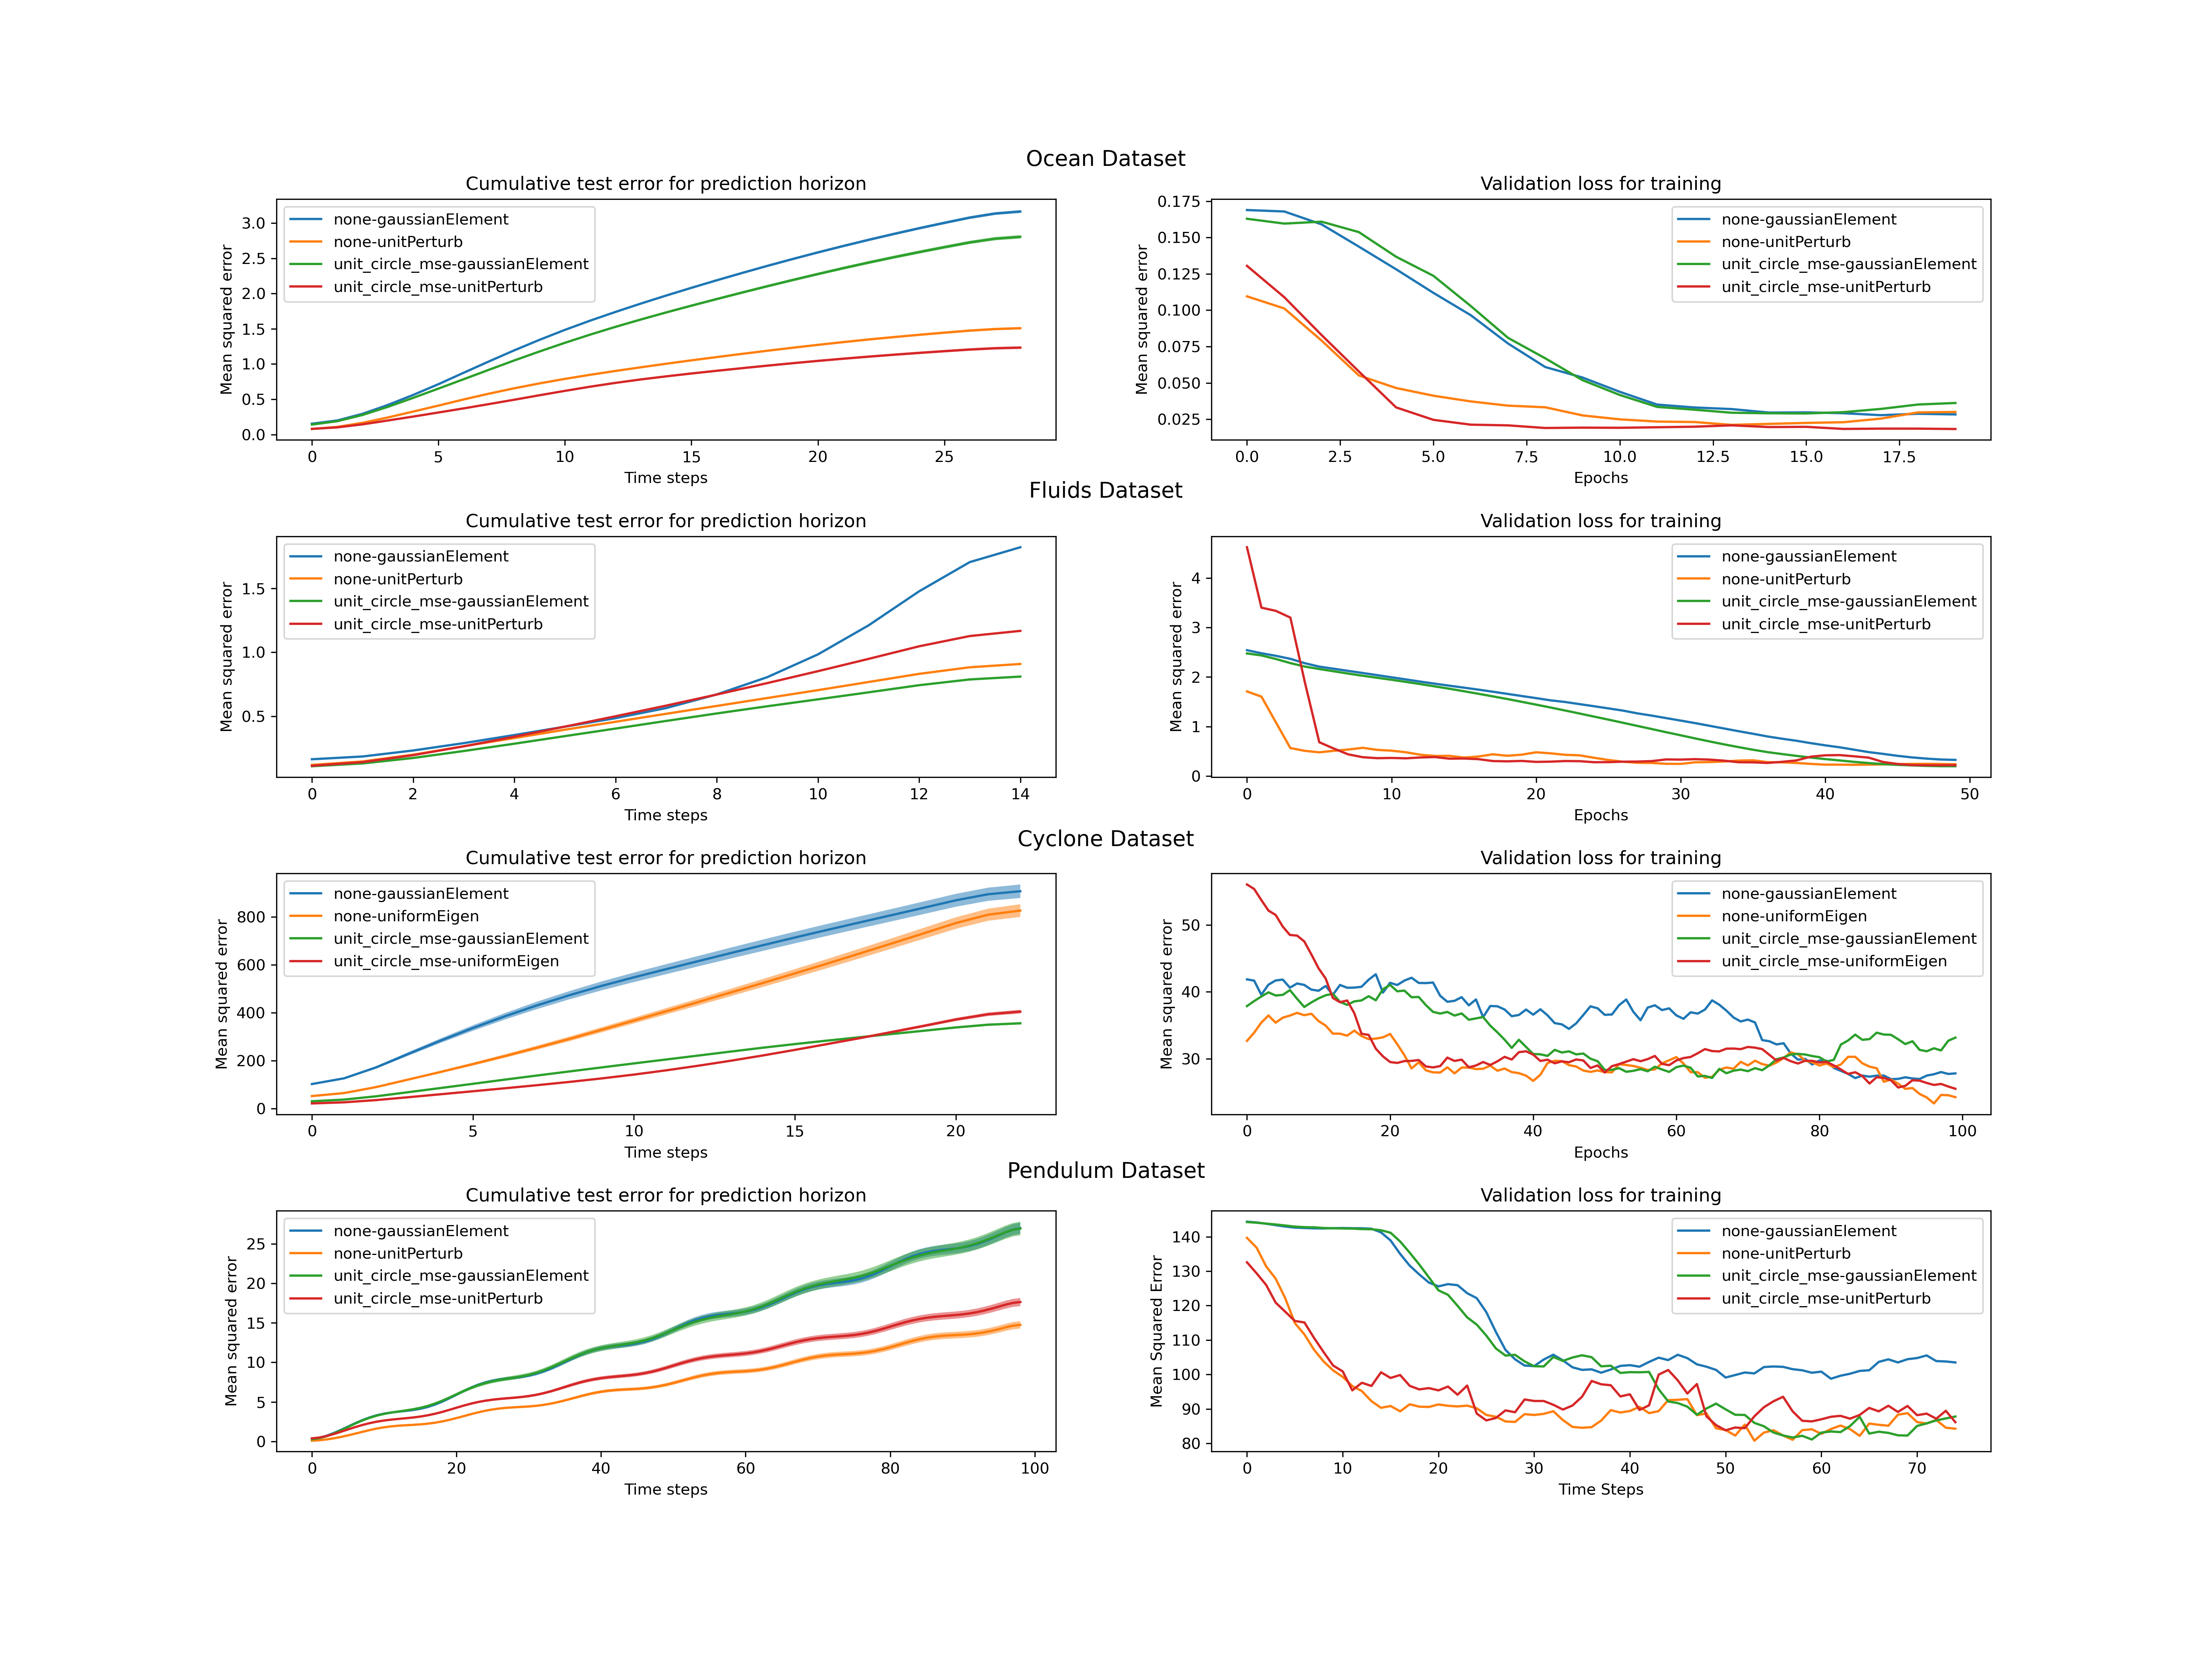 Ocean Dataset
Cumulative test error for prediction horizon
Mean squared error
3.0
2.5
2.0
1.5
1.0
0.5
0.0
none-gaussianElement
none-unitPerturb
unit_circle_mse-gaussianElement
unit_circle_mse-unitPerturb
0 5 10 15 20 25
Time steps
Validation loss for training
Mean squared error
0.175
0.150
0.125
0.100
0.075
0.050
0.025
none-gaussianElement
none-unitPerturb
unit_circle_mse-gaussianElement
unit_circle_mse-unitPerturb
0.0 2.5 5.0 7.5 10.0 12.5 15.0 17.5
Epochs
Fluids Dataset
Cumulative test error for prediction horizon
Mean squared error
1.5
1.0
0.5
none-gaussianElement
none-unitPerturb
unit_circle_mse-gaussianElement
unit_circle_mse-unitPerturb
0 2 4 6 8 10 12 14
Time steps
Validation loss for training
Mean squared error
4
3
2
1
0
none-gaussianElement
none-unitPerturb
unit_circle_mse-gaussianElement
unit_circle_mse-unitPerturb
0 10 20 30 40 50
Epochs
Cyclone Dataset
Cumulative test error for prediction horizon
Mean squared error
800
600
400
200
0
none-gaussianElement
none-uniformEigen
unit_circle_mse-gaussianElement
unit_circle_mse-uniformEigen
0 5 10 15 20
Time steps
Validation loss for training
Mean squared error
50
40
30
none-gaussianElement
none-uniformEigen
unit_circle_mse-gaussianElement
unit_circle_mse-uniformEigen
0 20 40 60 80 100
Epochs
Pendulum Dataset
Cumulative test error for prediction horizon
Mean squared error
25
20
15
10
5
0
none-gaussianElement
none-unitPerturb
unit_circle_mse-gaussianElement
unit_circle_mse-unitPerturb
0 20 40 60 80 100
Time steps
Validation loss for training
Mean Squared Error
140
130
120
110
100
90
80
none-gaussianElement
none-unitPerturb
unit_circle_mse-gaussianElement
unit_circle_mse-unitPerturb
0 10 20 30 40 50 60 70
Time Steps